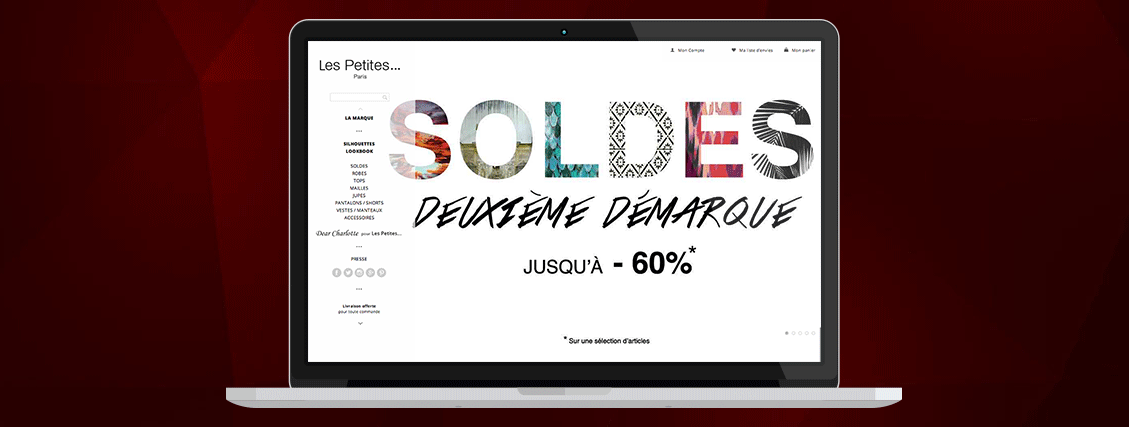 Mon Compte
Ma liste d'envies
Mon panier
Les Petites...
Paris
LA MARQUE
•••
SILHOUETTES
LOOKBOOK
SOLDES
ROBES
TOPS
MAILLES
JUPES
PANTALONS / SHORTS
VESTES / MANTEAUX
ACCESSOIRES
Dear Charlotte pour Les Petites...
•••
PRESSE
•••
Livraison offerte
pour toute commande
SOLDES
DEUXIÈME DÉMARQUE
JUSQU'À - 60%*
* Sur une sélection d'articles